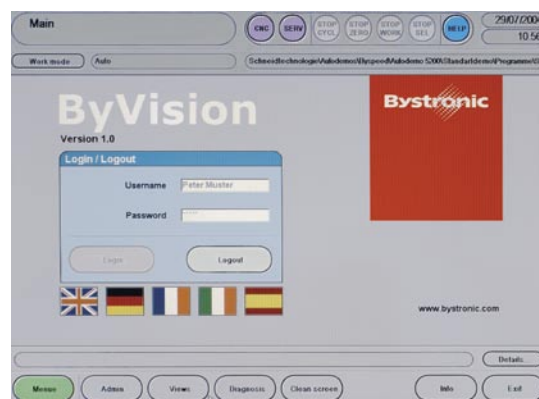 Main
CNC
SERV
STOP CYCL
STOP ZERO
STOP WORK
STOP SEL
HELP
29/07/200
10:56
Work mode
Auto
ByVision
Version 1.0
Bystronic
Login / Logout
Username
Peter Muster
Password
Login
Logout
www.bystronic.com
Details
Menue
Admin
Views
Diagnosis
Clean screen
Info
Exit